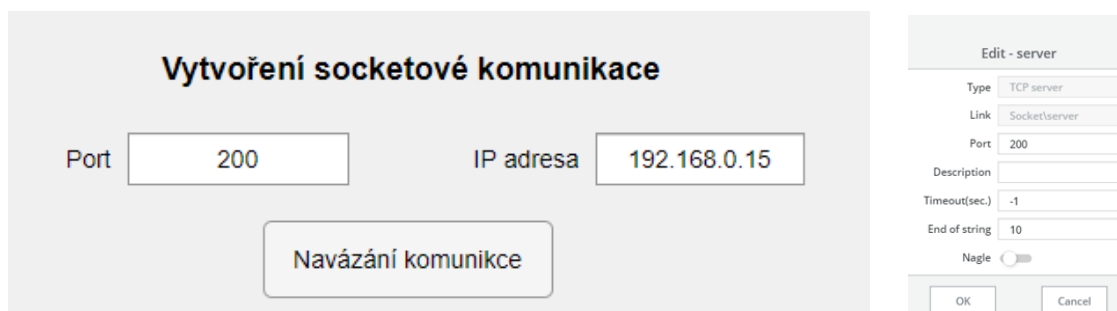 Vytvoření socketové komunikace
Port 200 IP adresa 192.168.0.15
Navázání komunikce
Edit - server
Type TCP server
Link Socket\server
Port 200
Description
Timeout(sec.) -1
End of string 10
Nagle
OK Cancel